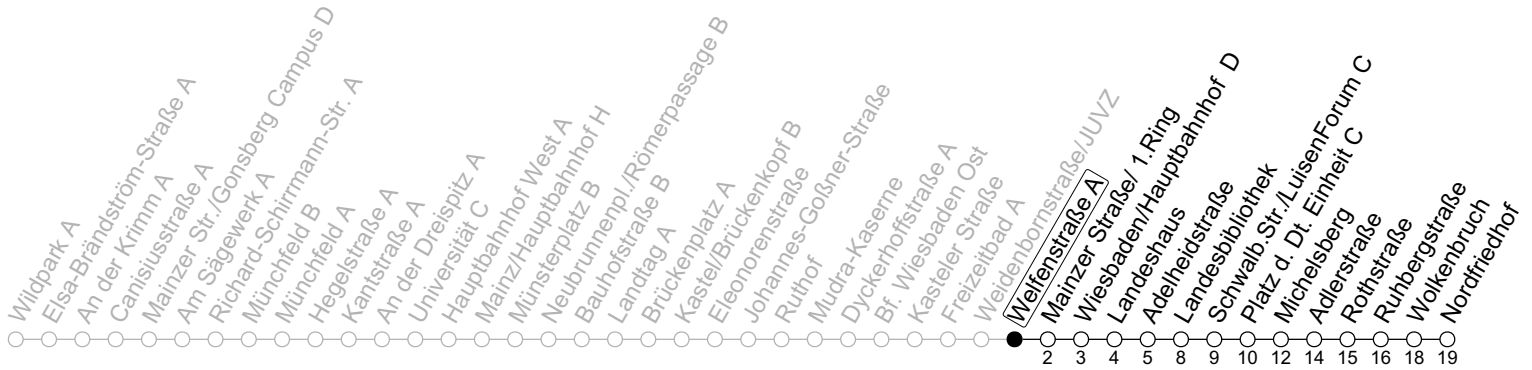 Wildpark A
Elsa-Brändström-Straße A
An der Krimm A
Canisiusstraße A
Mainzer Str./Gonsberg Campus D
Am Sägewerk A
Richard-Schirrmann-Str. A
Münchfeld B
Münchfeld A
Hegelstraße A
Kantstraße A
An der Dreispitz A
Universität C
Hauptbahnhof West A
Mainz/Hauptbahnhof H
Münsterplatz B
Neubrunnenpl./Römerpassage B
Bauhofstraße B
Landtag A
Brückenplatz A
Kastel/Brückenkopf B
Eleonorenstraße
Johannes-Goßner-Straße
Ruthof
Mudra-Kaserne
Dyckerhoffstraße A
Bf. Wiesbaden Ost
Kasteler Straße
Freizeitbad A
Weidenbornstraße/JUVZ
Welfenstraße A
Mainzer Straße/ 1.Ring
Wiesbaden/Hauptbahnhof D
Landeshaus
Adelheidstraße
Landesbibliothek
Schwalb.Str./LuisenForum C
Platz d. Dt. Einheit C
Michelsberg
Adlerstraße
Rothstraße
Ruhbergstraße
Wolkenbruch
Nordfriedhof
2 3 4 5 8 9 10 12 14 15 16 18 19